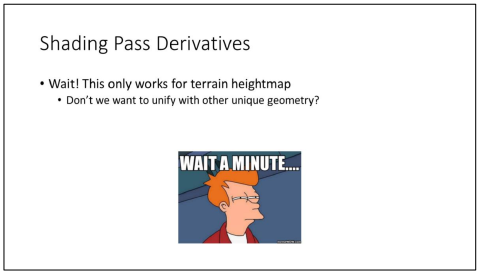 Shading Pass Derivatives
• Wait! This only works for terrain heightmap
• Don't we want to unify with other unique geometry?
WAIT A MINUTE....